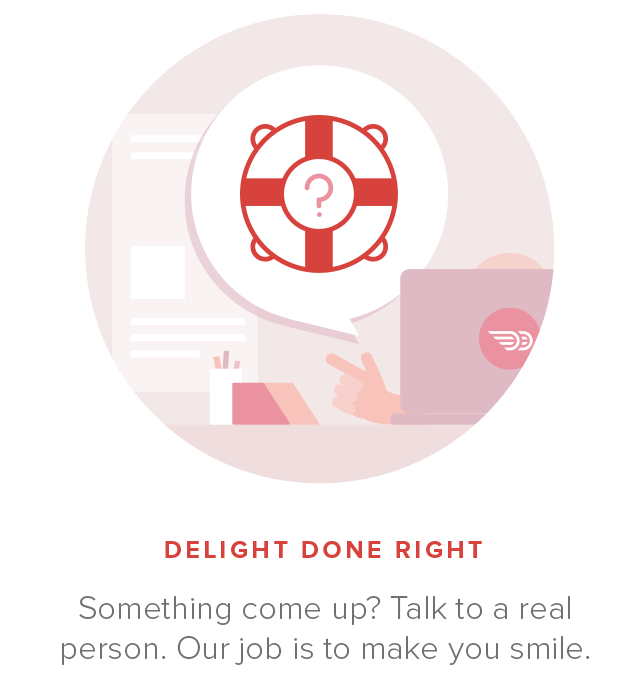 ?
DELIGHT DONE RIGHT
Something come up? Talk to a real
person. Our job is to make you smile.